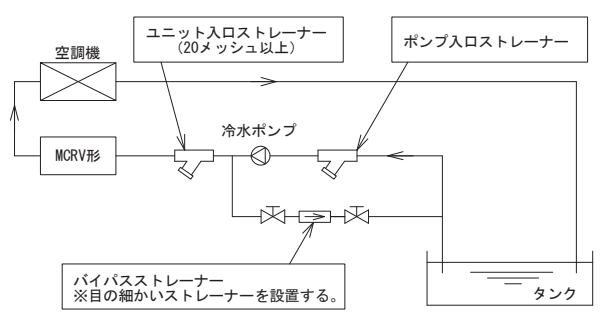 ユニット入口ストレーナー
(20メッシュ以上)
ポンプ入口ストレーナー
空調機
冷水ポンプ
MCRV形
バイパスストレーナー
※目の細かいストレーナーを設置する。
タンク